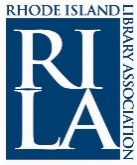 RHODE ISLAND
LIBRARY ASSOCIATION
RI
LA